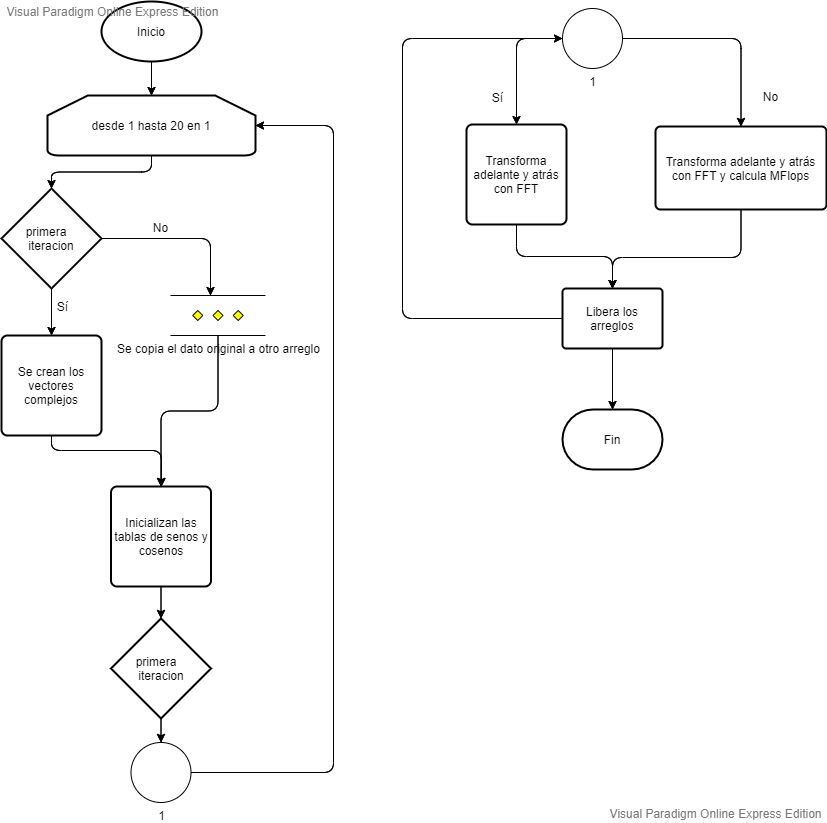 Visual Paradigm Online Express Edition
Inicio
desde 1 hasta 20 en 1
primera
iteracion
No
Sí
Se copia el dato original a otro arreglo
Se crean los
vectores
complejos
Inicializan las
tablas de senos y
cosenos
primera
iteracion
1
1
Sí
No
Transforma
adelante y atrás
con FFT
Transforma adelante y atrás
con FFT y calcula MFlops
Libera los
arreglos
Fin
Visual Paradigm Online Express Edition